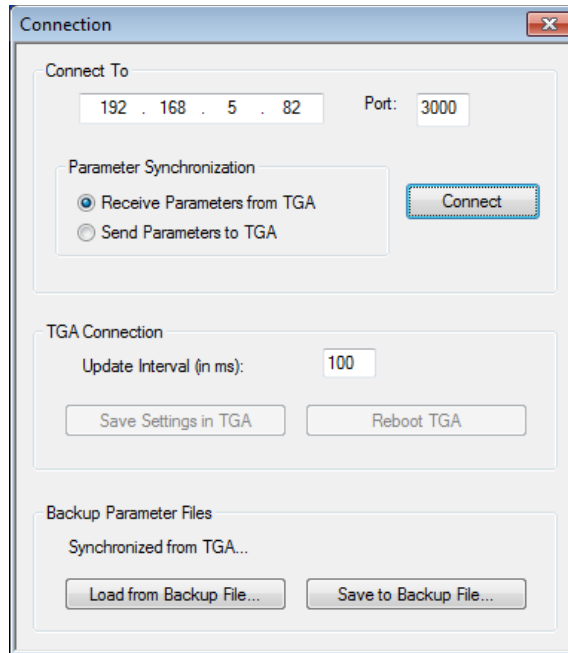 Connection
Connect To
192 . 168 . 5 . 82 Port: 3000
Parameter Synchronization
Receive Parameters from TGA
Connect
Send Parameters to TGA
TGA Connection
Update Interval (in ms): 100
Save Settings in TGA Reboot TGA
Backup Parameter Files
Synchronized from TGA...
Load from Backup File... Save to Backup File...